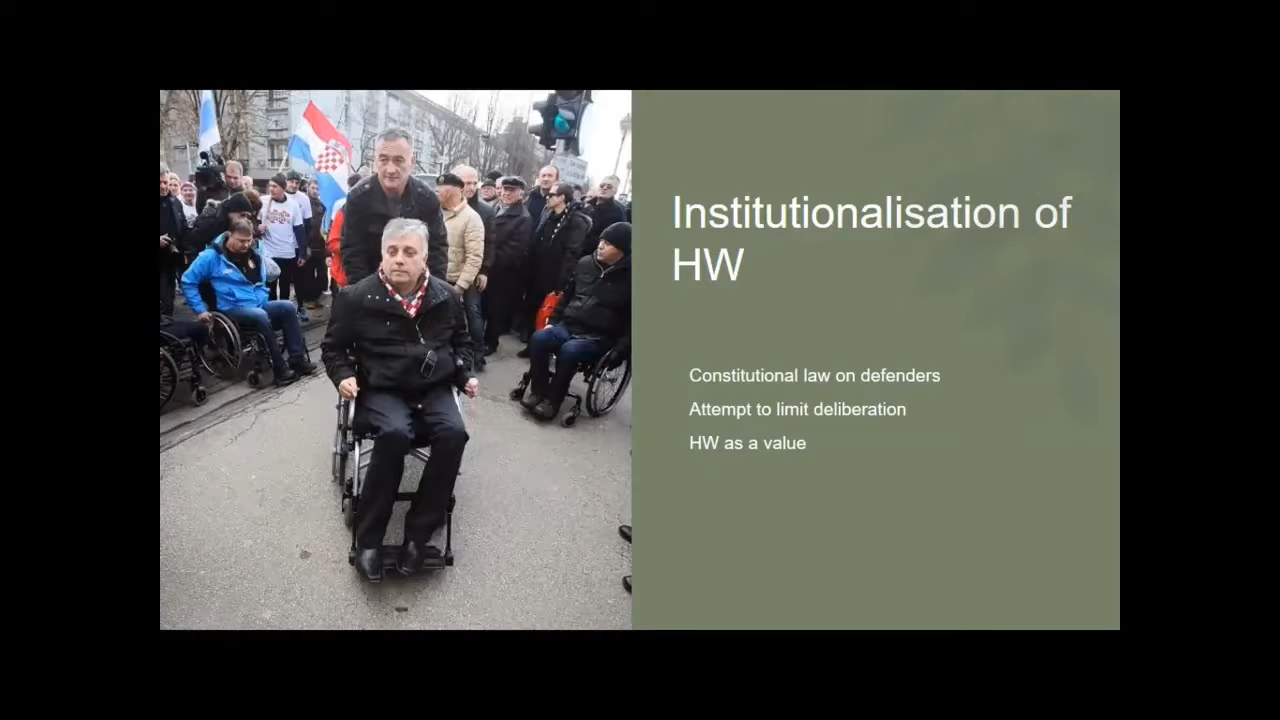 Institutionalisation of
HW
Constitutional law on defenders
Attempt to limit deliberation
HW as a value